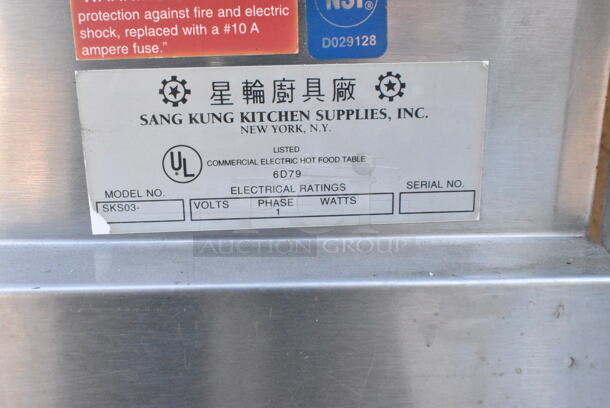 protection against fire and electric
shock, replaced with a #10 A
ampere fuse."
NSF®
D029128
星輪廚具廠
SANG KUNG KITCHEN SUPPLIES, INC.
NEW YORK, N.Y.
LISTED
UL
COMMERCIAL ELECTRIC HOT FOOD TABLE
6D79
MODEL NO.
ELECTRICAL RATINGS
SERIAL NO.
SKS03-
VOLTS PHASE WATTS
1
AUCTION GROUP